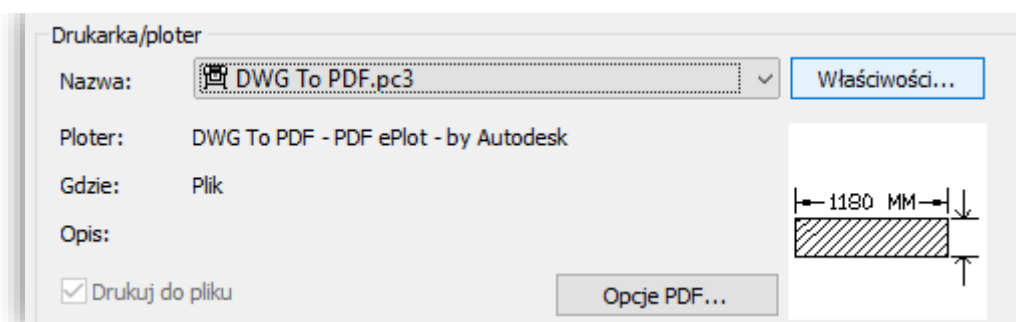 Drukarka/ploter
Nazwa: DWG To PDF.pc3 Właściwości...
Ploter: DWG To PDF - PDF ePlot - by Autodesk
Gdzie: Plik
1180 MM
Opis:
Drukuj do pliku Opcje PDF...